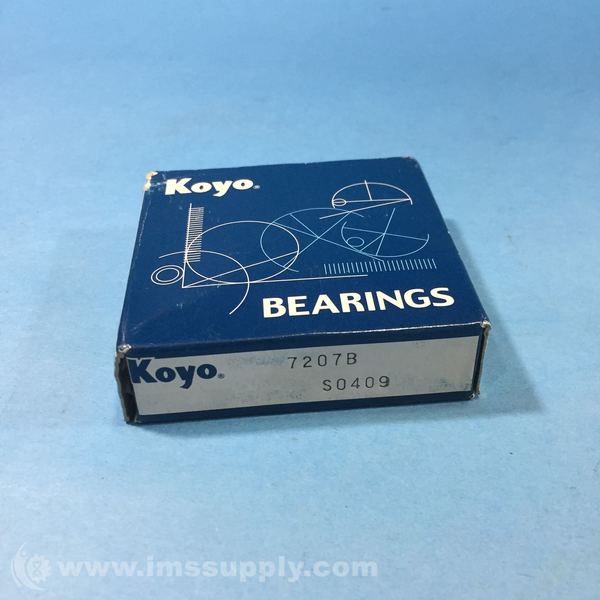 Koyo®
BEARINGS
Koyo®
7207B
S0409
www.imssupply.com